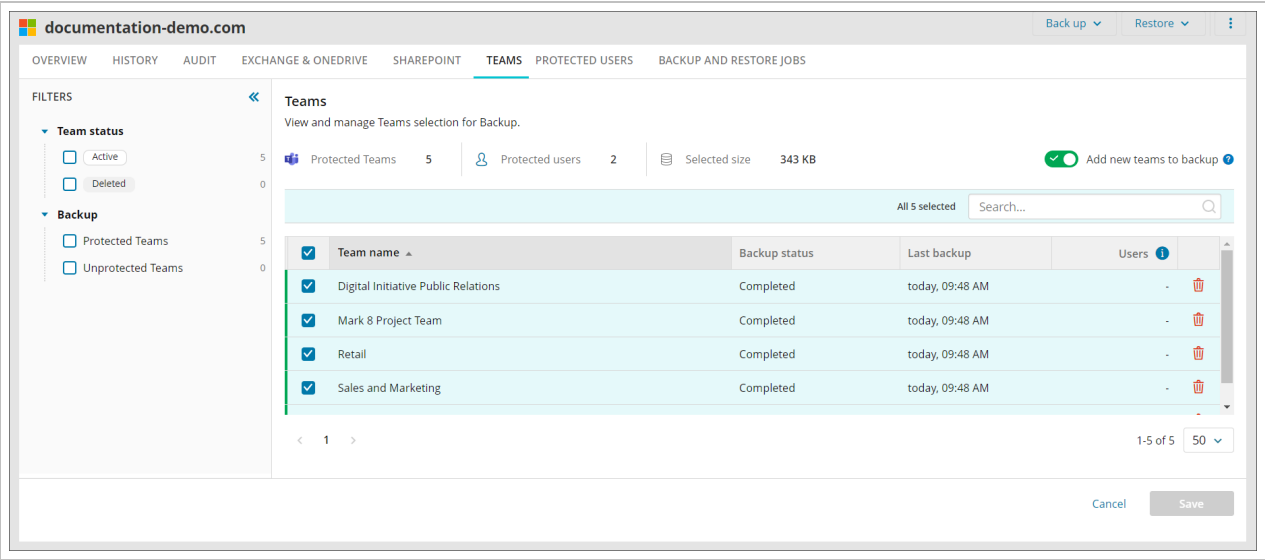 documentation-demo.com Back up Restore
OVERVIEW HISTORY AUDIT EXCHANGE & ONEDRIVE SHAREPOINT TEAMS PROTECTED USERS BACKUP AND RESTORE JOBS
FILTERS
Team status
Active 5
Deleted 0
Backup
Protected Teams 5
Unprotected Teams 0
Teams
View and manage Teams selection for Backup.
Protected Teams 5 Protected users 2 Selected size 343 KB Add new teams to backup ?
All 5 selected Search...
Team name Backup status Last backup Users i
Digital Initiative Public Relations Completed today, 09:48 AM -
Mark 8 Project Team Completed today, 09:48 AM -
Retail Completed today, 09:48 AM -
Sales and Marketing Completed today, 09:48 AM -
< 1 > 1-5 of 5 50
Cancel Save